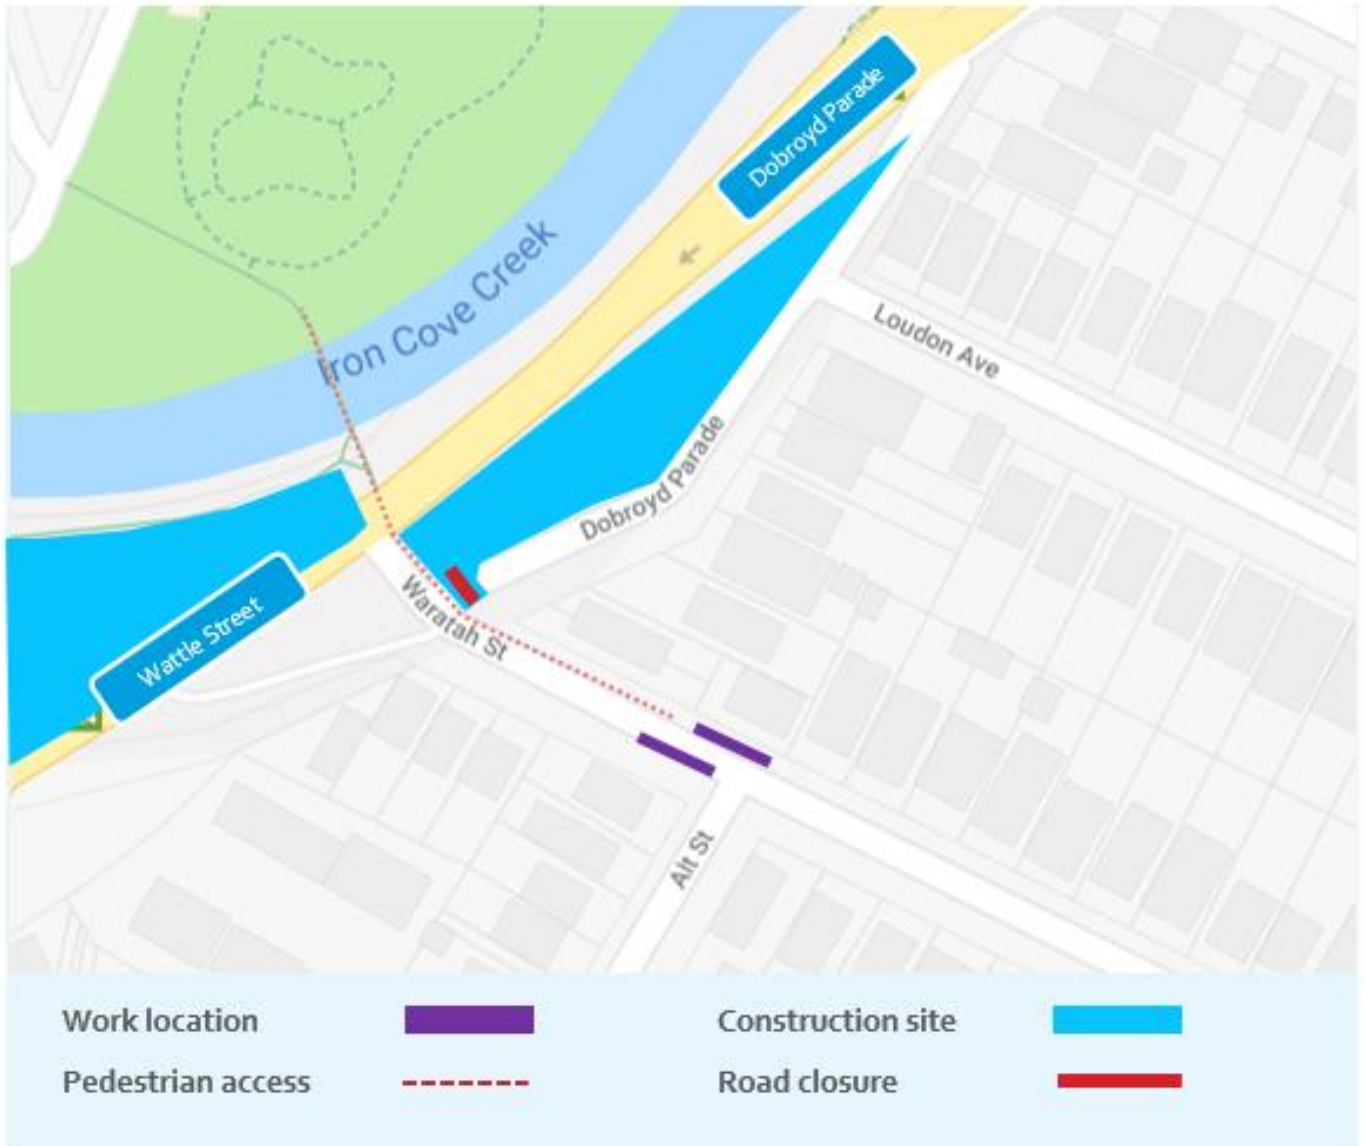 Dobroyd Parade
Iron Cove Creek
Loudon Ave
Dobroyd Parade
Wattle Street
Waratah St
Alt St
Work location
Construction site
Pedestrian access
Road closure